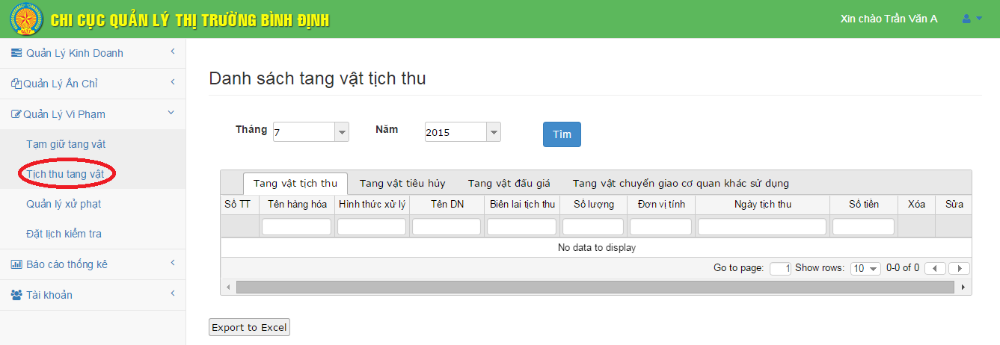 CHI CỤC QUẢN LÝ THỊ TRƯỜNG BÌNH ĐỊNH
Xin chào Trần Văn A
Quản Lý Kinh Doanh
Quản Lý Ấn Chỉ
Quản Lý Vi Phạm
Tạm giữ tang vật
Tịch thu tang vật
Quản lý xử phạt
Đặt lịch kiểm tra
Báo cáo thống kê
Tài khoản
Danh sách tang vật tịch thu
Tháng 7 Năm 2015 Tìm
Tang vật tịch thu Tang vật tiêu hủy Tang vật đấu giá Tang vật chuyển giao cơ quan khác sử dụng
Số TT Tên hàng hóa Hình thức xử lý Tên DN Biên lai tịch thu Số lượng Đơn vị tính Ngày tịch thu Số tiền Xóa Sửa
No data to display
Go to page: 1 Show rows: 10 0-0 of 0
Export to Excel